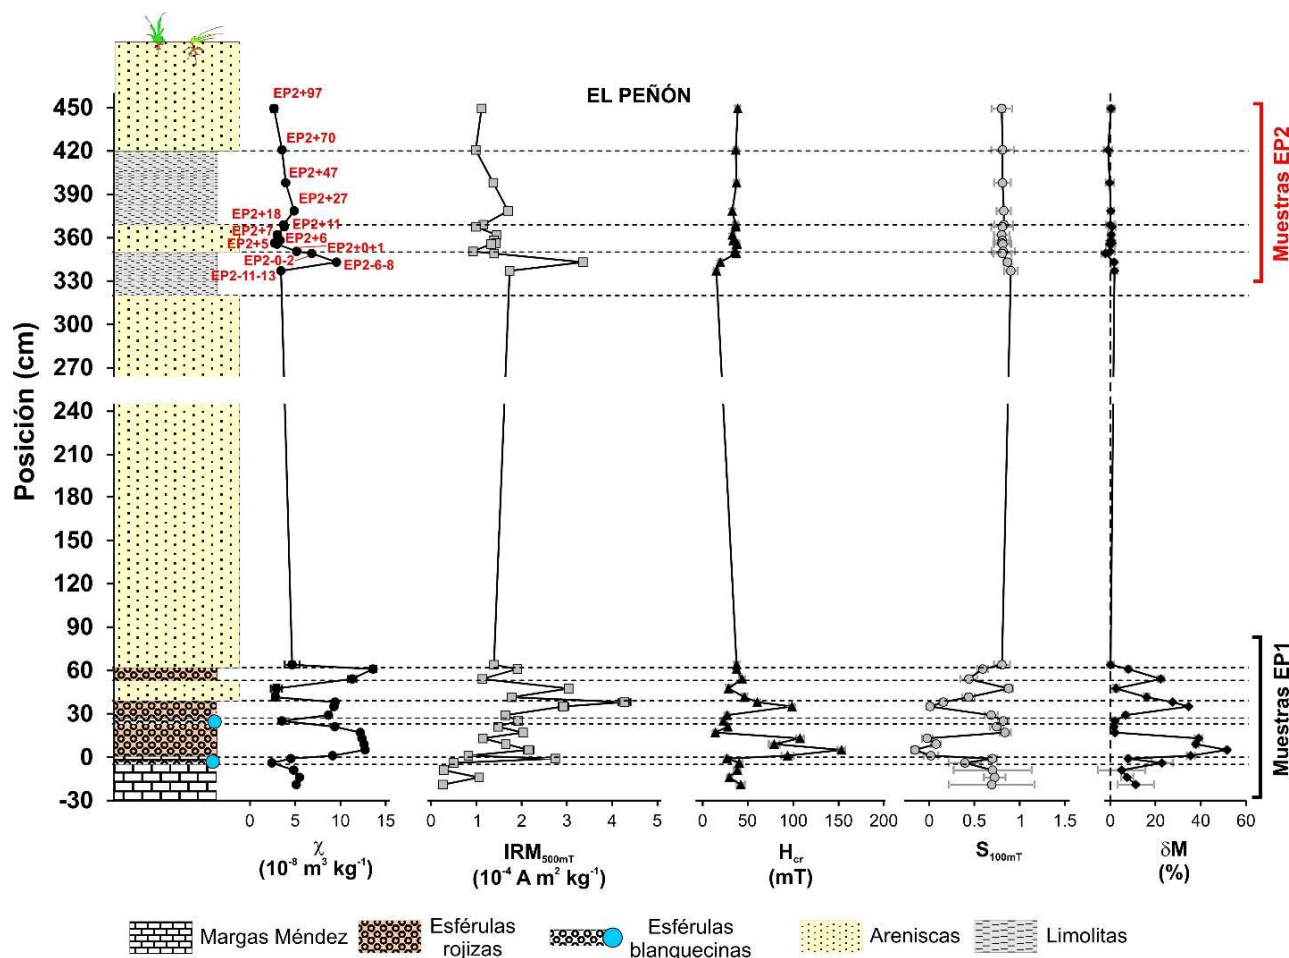 EL PEÑÓN
Posición (cm)
450
420
390
360
330
300
270
240
210
180
150
120
90
60
30
0
-30
EP2+97
EP2+70
EP2+47
EP2+27
EP2+18
EP2+11
EP2+7
EP2+6
EP2+5
EP2+0+1
EP2-0-2
EP2-6-8
EP2-11-13
Muestras EP2
Muestras EP1
0 5 10 15
χ
(10⁻⁸ m³ kg⁻¹)
0 1 2 3 4 5
IRM500mT
(10⁻⁴ A m² kg⁻¹)
0 50 100 150 200
Hcr
(mT)
0 0.5 1 1.5
S100mT
0 20 40 60
δM
(%)
Margas Méndez
Esférulas
rojizas
Esférulas
blanquecinas
Areniscas
Limolitas